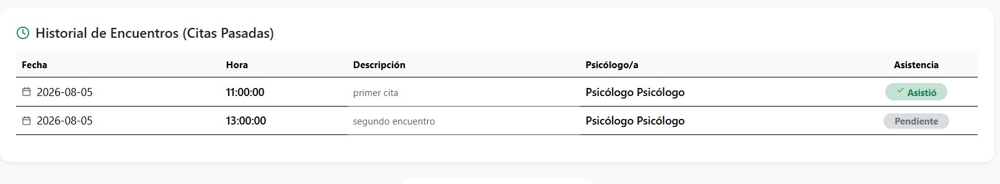 Historial de Encuentros (Citas Pasadas)
Fecha Hora Descripción Psicólogo/a Asistencia
2026-08-05 11:00:00 primer cita Psicólogo Psicólogo Asistió
2026-08-05 13:00:00 segundo encuentro Psicólogo Psicólogo Pendiente